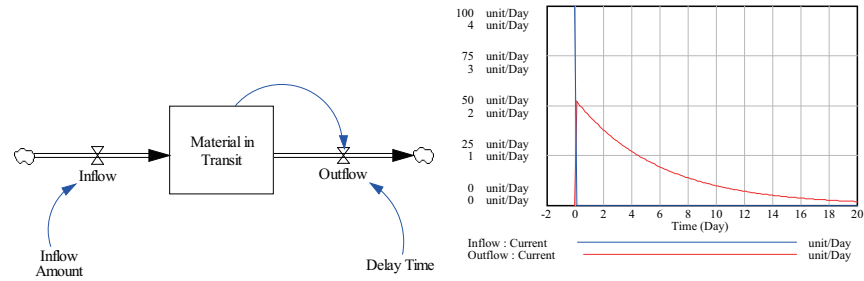 Material in
Transit
Inflow
Outflow
Inflow
Amount
Delay Time
100 unit/Day
4 unit/Day
75 unit/Day
3 unit/Day
50 unit/Day
2 unit/Day
25 unit/Day
1 unit/Day
0 unit/Day
0 unit/Day
-2 0 2 4 6 8 10 12 14 16 18 20
Time (Day)
Inflow : Current unit/Day
Outflow : Current unit/Day